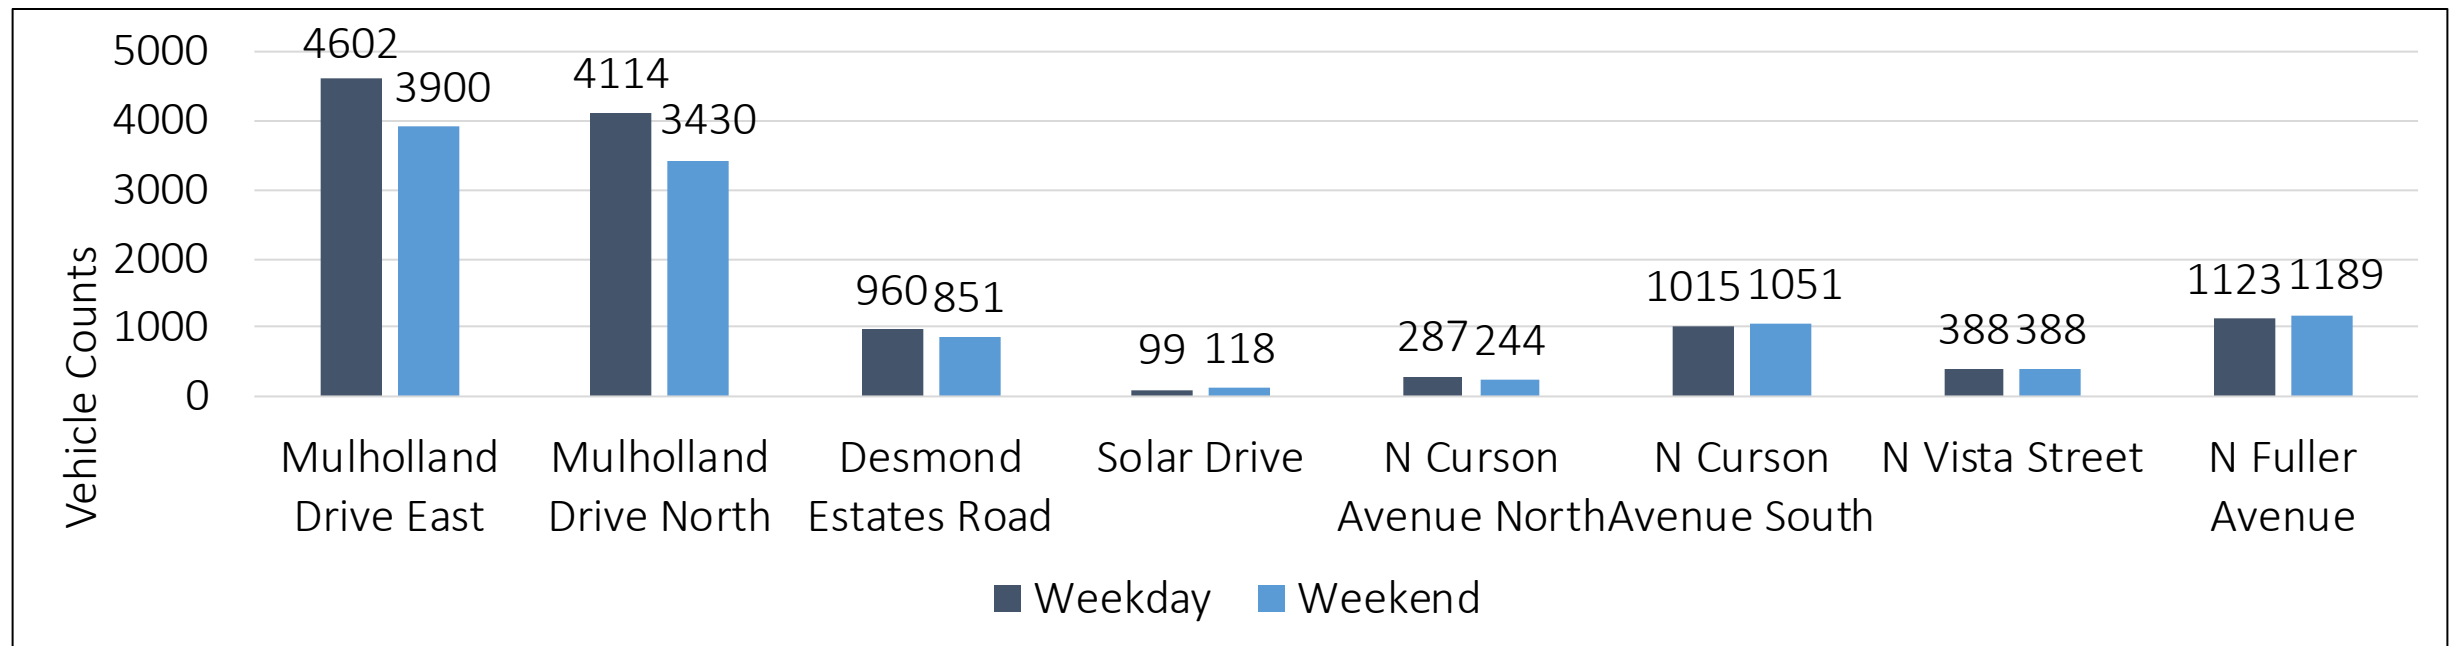 5000
4000
3000
2000
1000
0
Vehicle Counts
4602 3900
4114 3430
960 851
99 118
287 244
1015 1051
388 388
1123 1189
Mulholland
Drive East
Mulholland
Drive North
Desmond
Estates Road
Solar Drive
N Curson
Avenue North
N Curson
Avenue South
N Vista Street
N Fuller
Avenue
Weekday Weekend